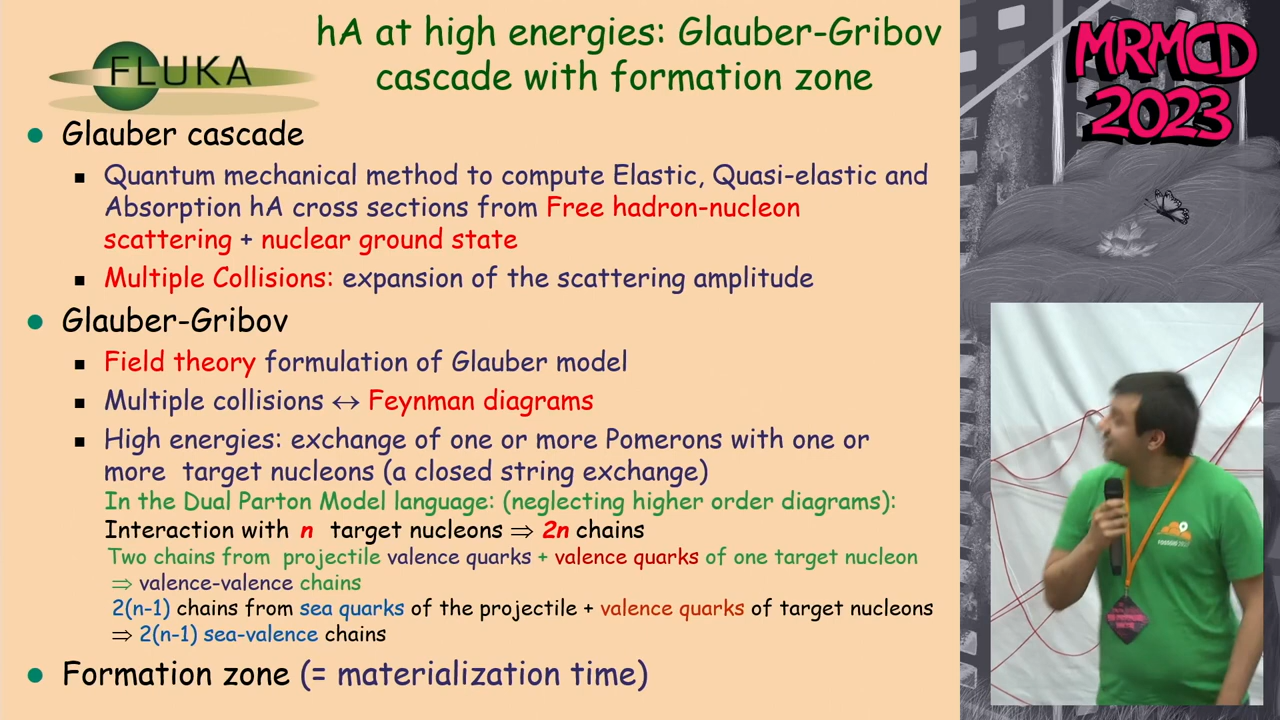 hA at high energies: Glauber-Gribov
cascade with formation zone
FLUKA
MRMCD
2023
Glauber cascade
Quantum mechanical method to compute Elastic, Quasi-elastic and
Absorption hA cross sections from Free hadron-nucleon
scattering + nuclear ground state
Multiple Collisions: expansion of the scattering amplitude
Glauber-Gribov
Field theory formulation of Glauber model
Multiple collisions ↔ Feynman diagrams
High energies: exchange of one or more Pomerons with one or
more target nucleons (a closed string exchange)
In the Dual Parton Model language: (neglecting higher order diagrams):
Interaction with n target nucleons ⇒ 2n chains
Two chains from projectile valence quarks + valence quarks of one target nucleon
⇒ valence-valence chains
2(n-1) chains from sea quarks of the projectile + valence quarks of target nucleons
⇒ 2(n-1) sea-valence chains
Formation zone (= materialization time)